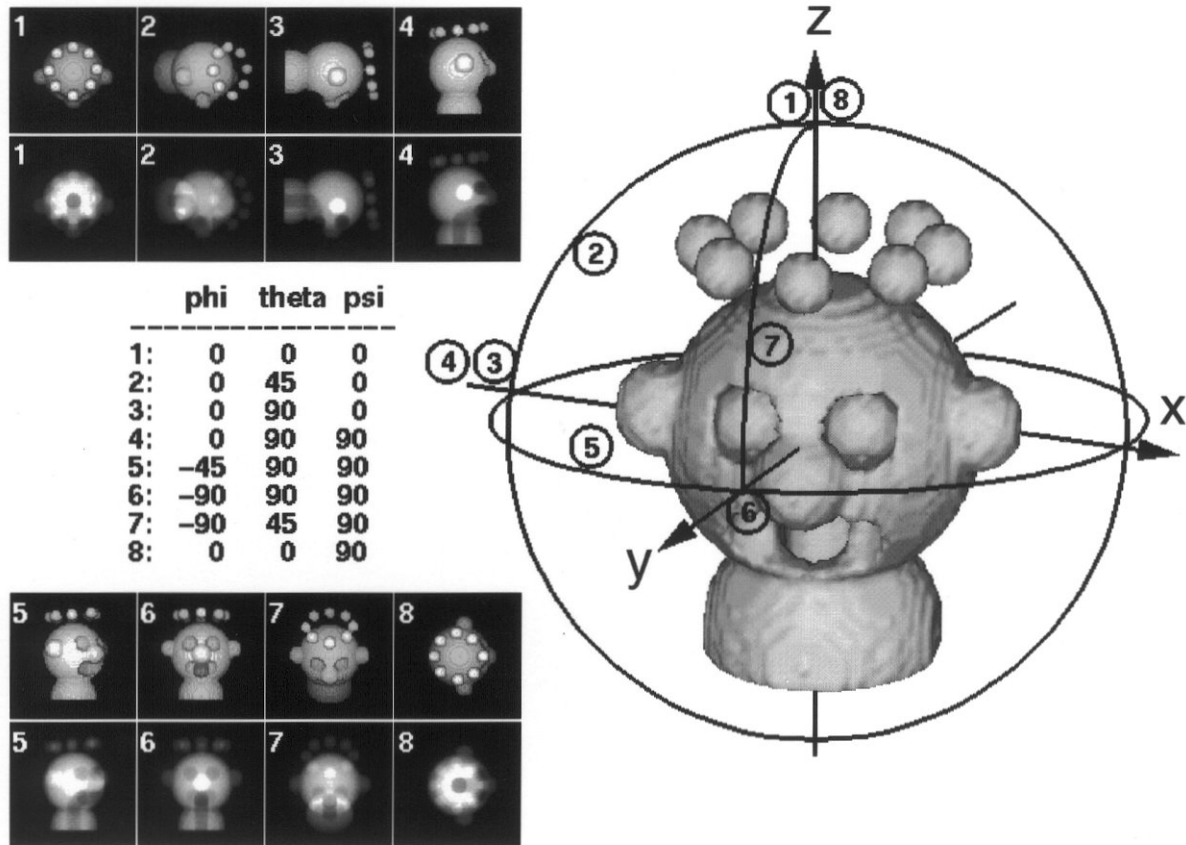 1 2 3 4
1 2 3 4
phi theta psi
1: 0 0 0
2: 0 45 0
3: 0 90 0
4: 0 90 90
5: −45 90 90
6: −90 90 90
7: −90 45 90
8: 0 0 90
5 6 7 8
5 6 7 8
z
1 8
2
7
4 3
x
5
6
y